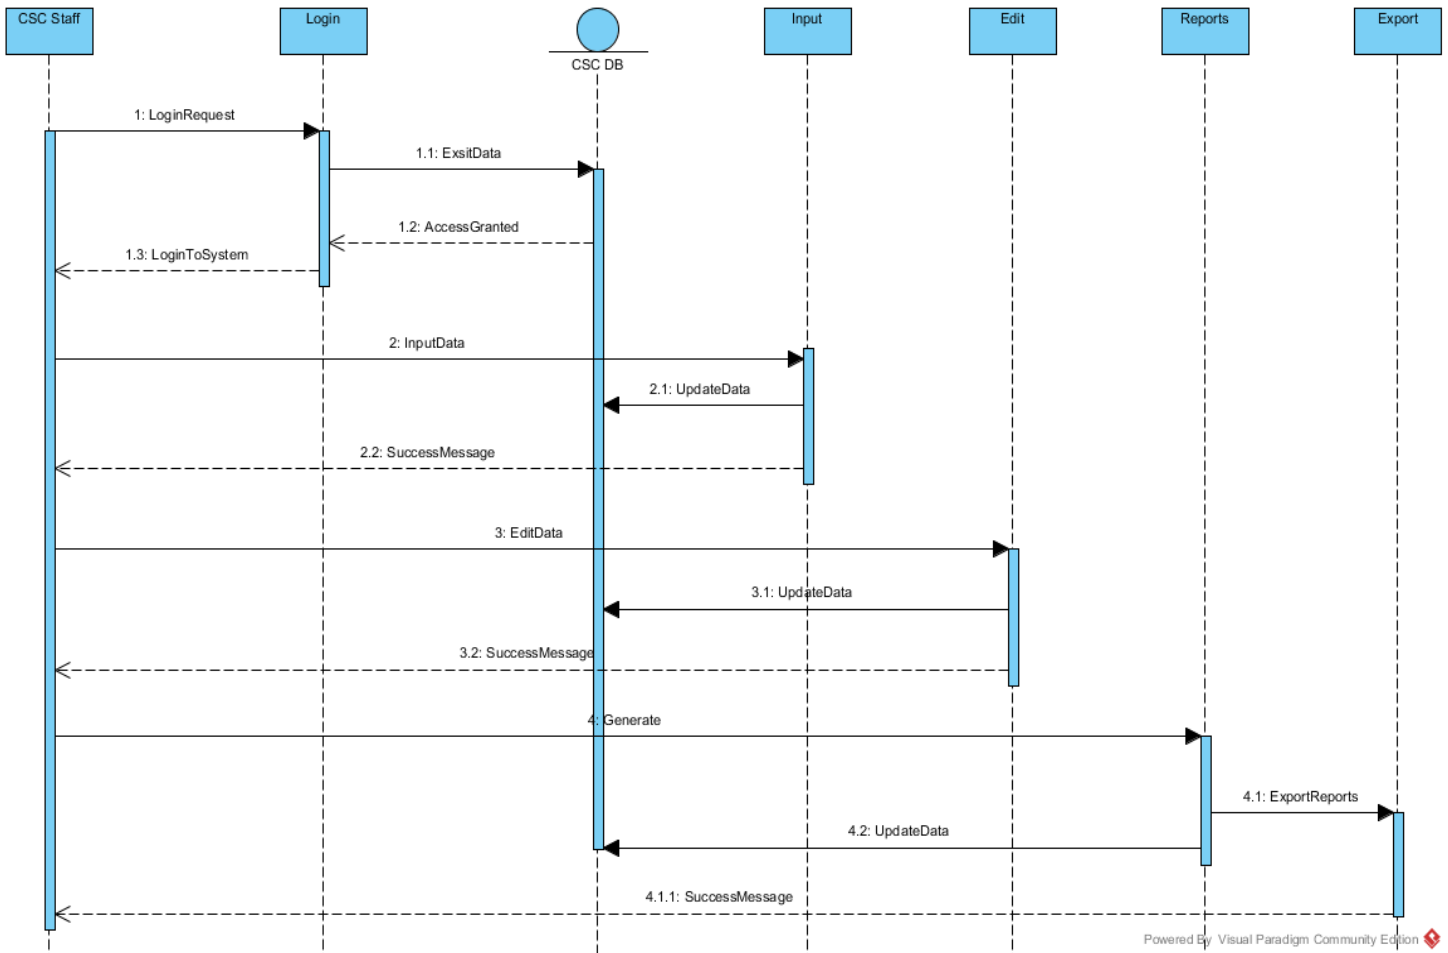 CSC Staff
Login
CSC DB
Input
Edit
Reports
Export
1: LoginRequest
1.1: ExsitData
1.2: AccessGranted
1.3: LoginToSystem
2: InputData
2.1: UpdateData
2.2: SuccessMessage
3: EditData
3.1: UpdateData
3.2: SuccessMessage
4: Generate
4.1: ExportReports
4.2: UpdateData
4.1.1: SuccessMessage
Powered By Visual Paradigm Community Edition